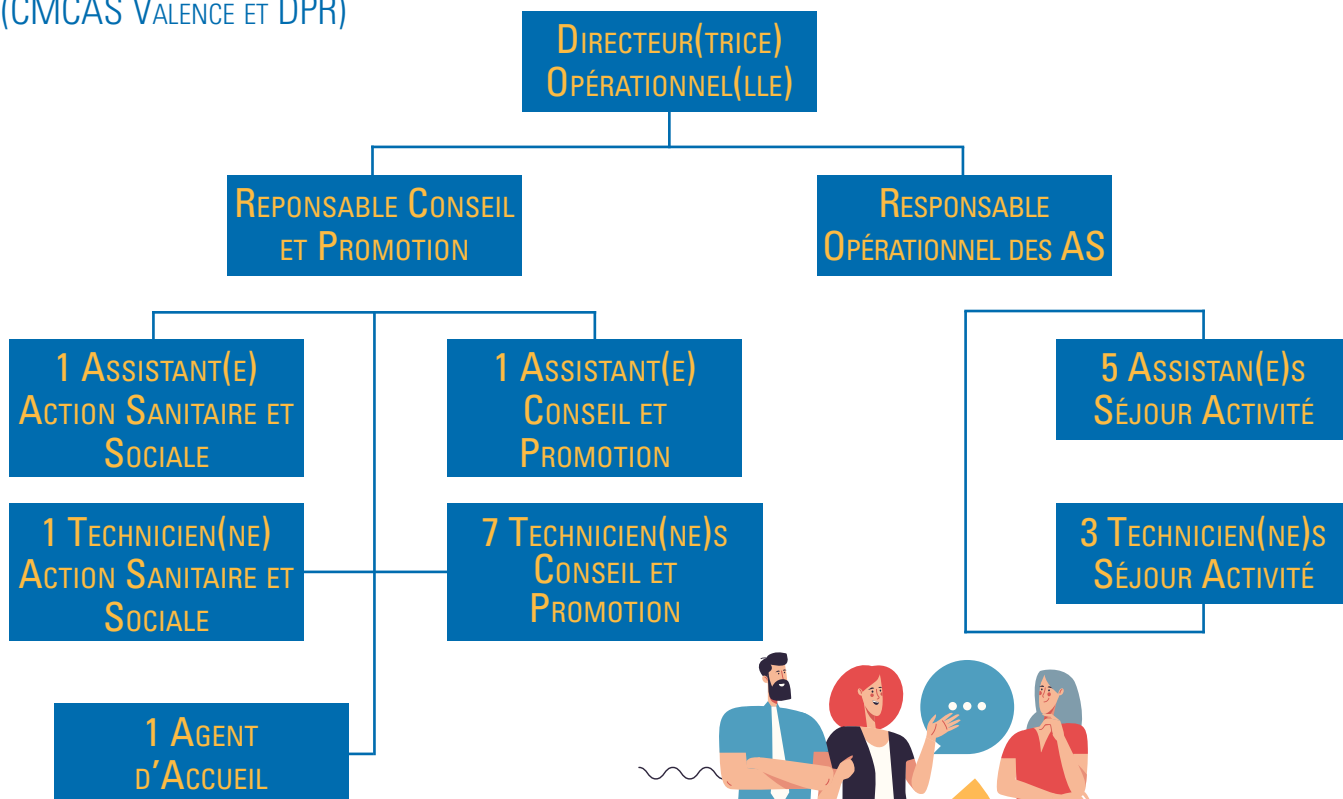 (CMCAS Valence et DPR)
Directeur(trice)
Opérationnel(lle)
Reponsable Conseil
et Promotion
Responsable
Opérationnel des AS
1 Assistant(e)
Action Sanitaire et
Sociale
1 Assistant(e)
Conseil et
Promotion
5 Assistan(e)s
Séjour Activité
1 Technicien(ne)
Action Sanitaire et
Sociale
7 Technicien(ne)s
Conseil et
Promotion
3 Technicien(ne)s
Séjour Activité
1 Agent
d'Accueil